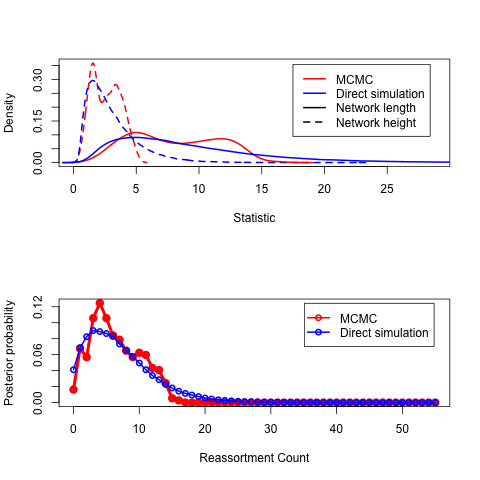 Density
0.00 0.15 0.30
MCMC
Direct simulation
Network length
Network height
0 5 10 15 20 25
Statistic
Posterior probability
0.00 0.06 0.12
MCMC
Direct simulation
0 10 20 30 40 50
Reassortment Count